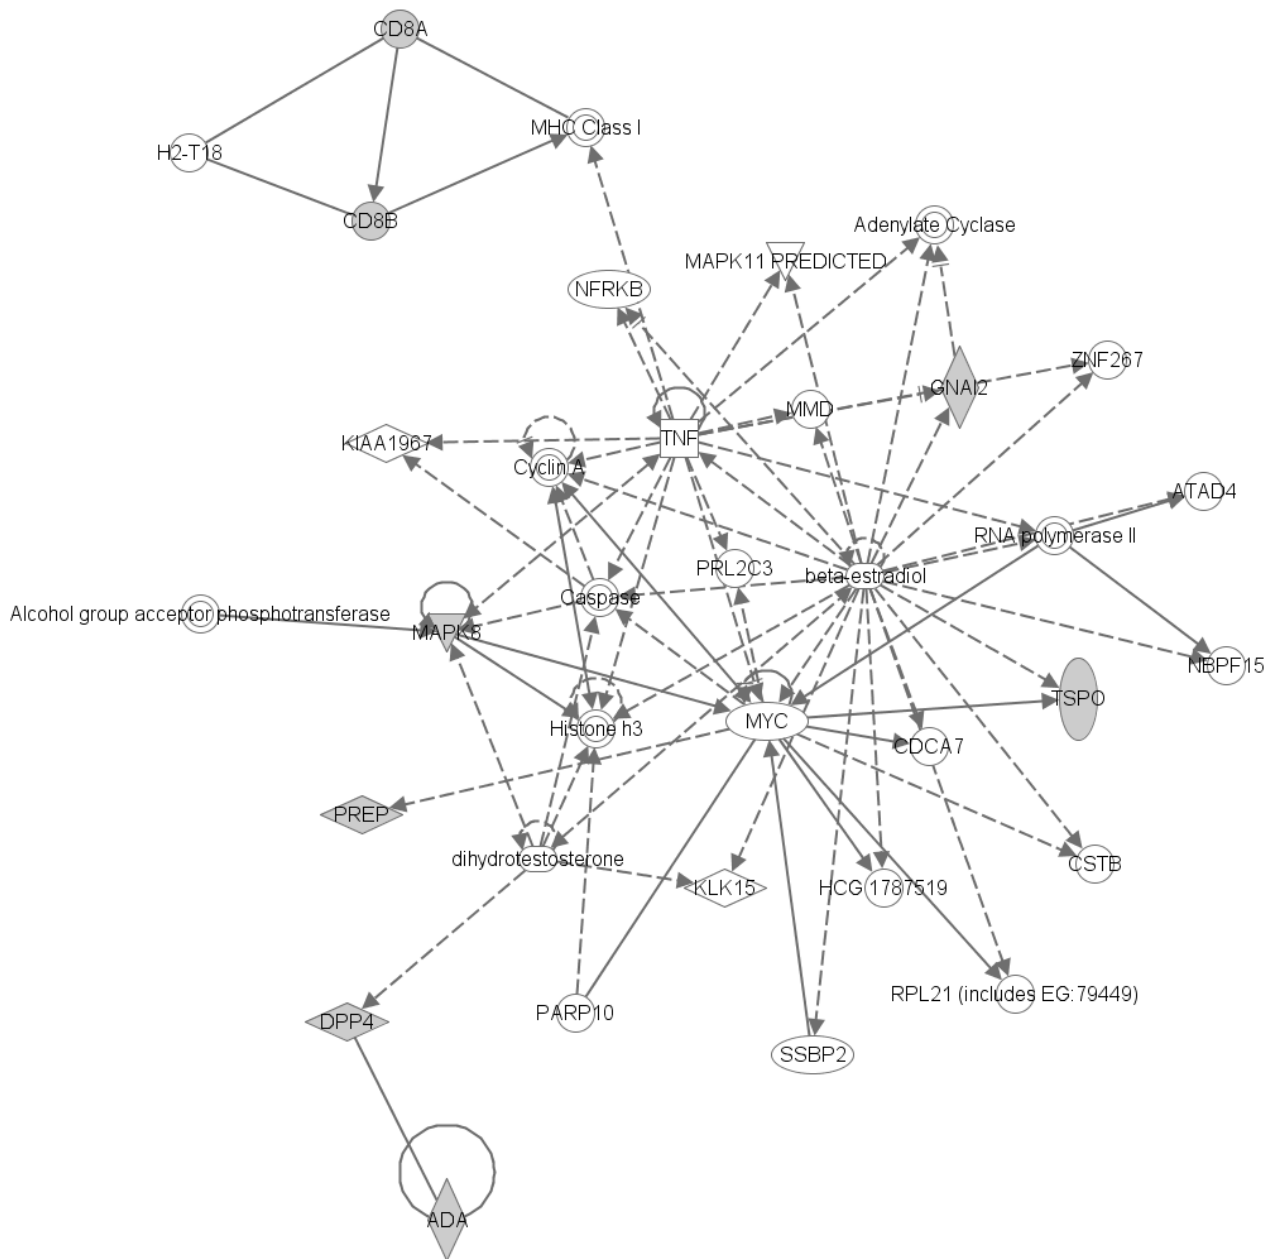 CD8A
MHC Class I
H2-T18
CD8B
Adenylate Cyclase
MAPK11 PREDICTED
NFRKB
ZNF267
GNAI2
MMD
TNF
KIAA1967
Cyclin A
ATAD4
RNA polymerase II
PRL2C3
beta-estradiol
Caspase
Alcohol group acceptor phosphotransferase
MAPK8
NBPF15
TSPO
MYC
Histone h3
CDCA7
PREP
dihydrotestosterone
CSTB
KLK15
HCG 1787519
RPL21 (includes EG:79449)
PARP10
DPP4
SSBP2
ADA